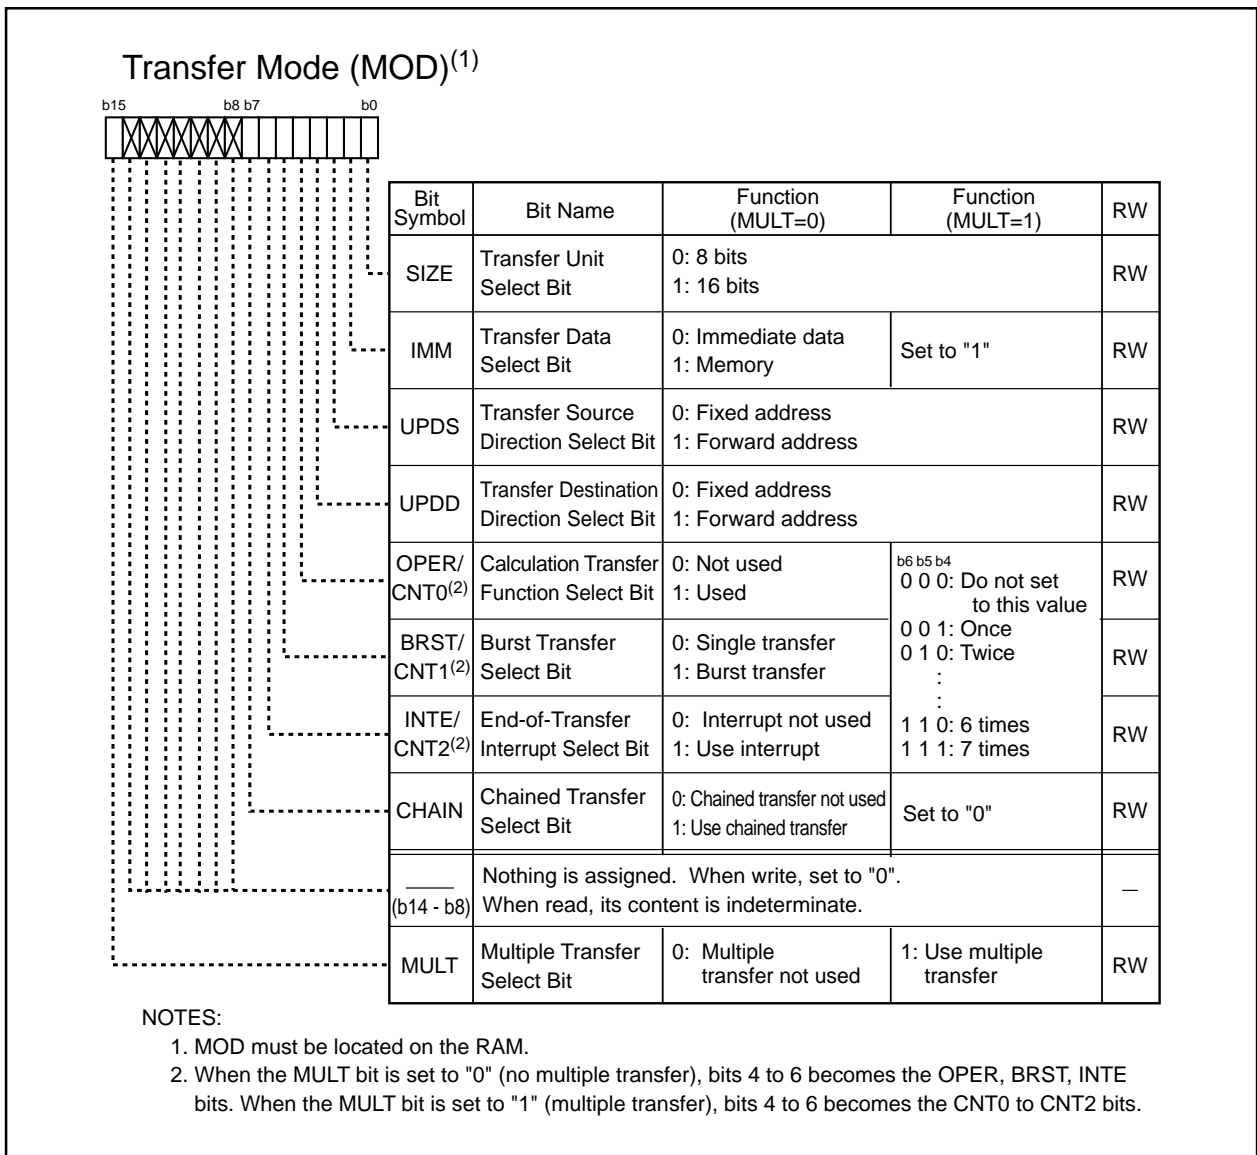 Transfer Mode (MOD)(1)
b15 b8 b7 b0
Bit Symbol Bit Name Function (MULT=0) Function (MULT=1) RW
SIZE Transfer Unit Select Bit 0: 8 bits 1: 16 bits RW
IMM Transfer Data Select Bit 0: Immediate data 1: Memory Set to "1" RW
UPDS Transfer Source Direction Select Bit 0: Fixed address 1: Forward address RW
UPDD Transfer Destination Direction Select Bit 0: Fixed address 1: Forward address RW
OPER/ CNT0(2) Calculation Transfer Function Select Bit 0: Not used 1: Used RW
b6 b5 b4
0 0 0: Do not set to this value
0 0 1: Once
0 1 0: Twice
:
:
1 1 0: 6 times
1 1 1: 7 times
BRST/ CNT1(2) Burst Transfer Select Bit 0: Single transfer 1: Burst transfer RW
INTE/ CNT2(2) End-of-Transfer Interrupt Select Bit 0: Interrupt not used 1: Use interrupt RW
CHAIN Chained Transfer Select Bit 0: Chained transfer not used 1: Use chained transfer Set to "0" RW
(b14 - b8) Nothing is assigned. When write, set to "0". When read, its content is indeterminate. —
MULT Multiple Transfer Select Bit 0: Multiple transfer not used 1: Use multiple transfer RW
NOTES:
1. MOD must be located on the RAM.
2. When the MULT bit is set to "0" (no multiple transfer), bits 4 to 6 becomes the OPER, BRST, INTE
bits. When the MULT bit is set to "1" (multiple transfer), bits 4 to 6 becomes the CNT0 to CNT2 bits.